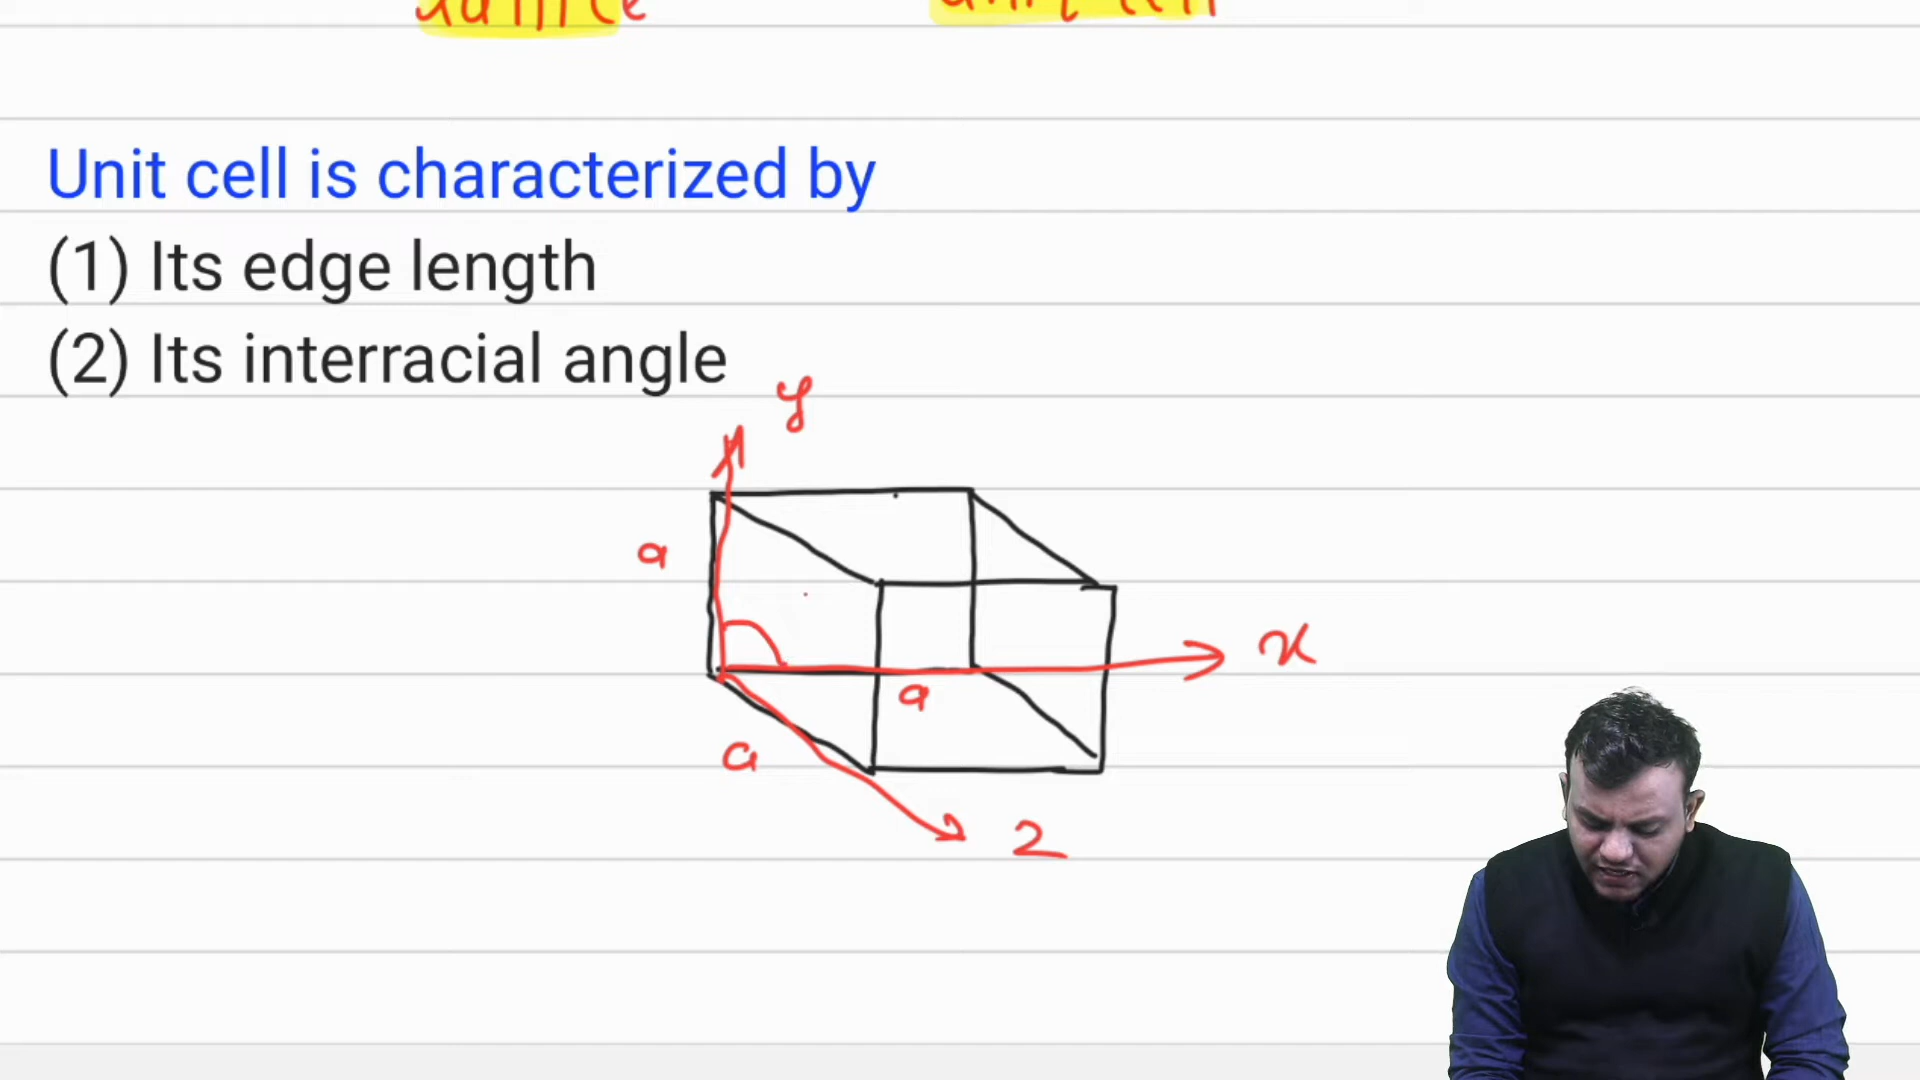 Unit cell is characterized by
(1) Its edge length
(2) Its interracial angle
y
a
x
a
a
z